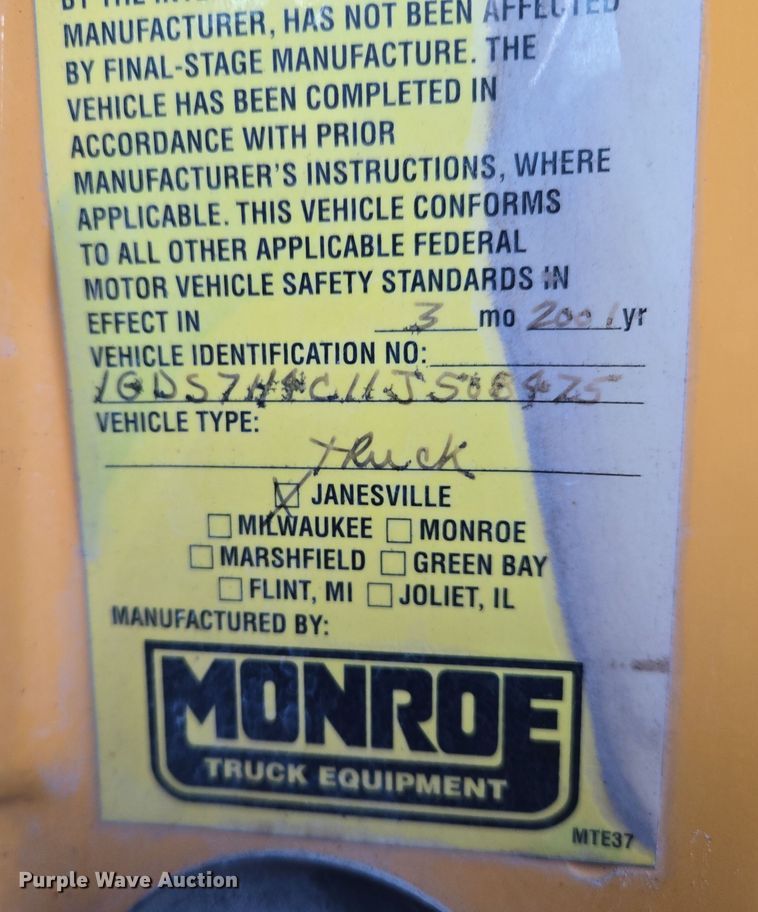 BY THE
MANUFACTURER, HAS NOT BEEN AFFECTED
BY FINAL-STAGE MANUFACTURE. THE
VEHICLE HAS BEEN COMPLETED IN
ACCORDANCE WITH PRIOR
MANUFACTURER'S INSTRUCTIONS, WHERE
APPLICABLE. THIS VEHICLE CONFORMS
TO ALL OTHER APPLICABLE FEDERAL
MOTOR VEHICLE SAFETY STANDARDS IN
EFFECT IN 3 mo 2001 yr
VEHICLE IDENTIFICATION NO:
VEHICLE TYPE:
truck
JANESVILLE
MILWAUKEE MONROE
MARSHFIELD GREEN BAY
FLINT, MI JOLIET, IL
MANUFACTURED BY:
MONROE
TRUCK EQUIPMENT
MTE37
Purple Wave Auction